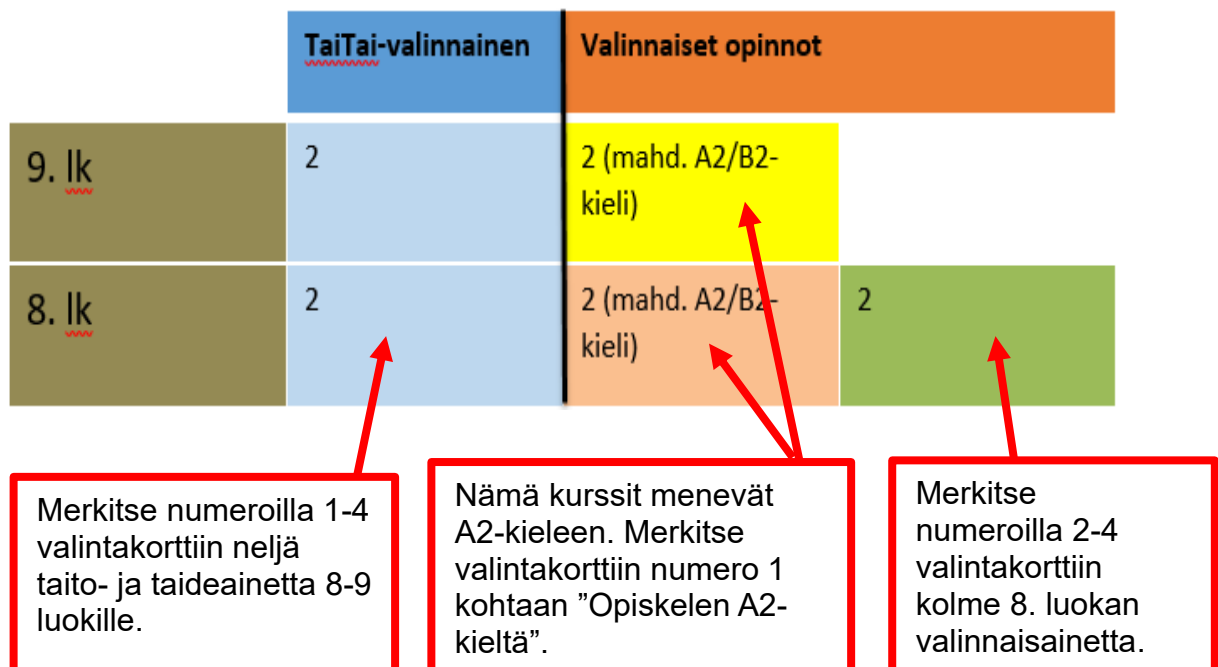 TaiTai-valinnainen
Valinnaiset opinnot
9. lk
2
2 (mahd. A2/B2-
kieli)
8. lk
2
2 (mahd. A2/B2-
kieli)
2
Merkitse numeroilla 1-4
valintakorttiin neljä
taito- ja taideainetta 8-9
luokille.
Nämä kurssit menevät
A2-kieleen. Merkitse
valintakorttiin numero 1
kohtaan ”Opiskelen A2-
kieltä”.
Merkitse
numeroilla 2-4
valintakorttiin
kolme 8. luokan
valinnaisainetta.